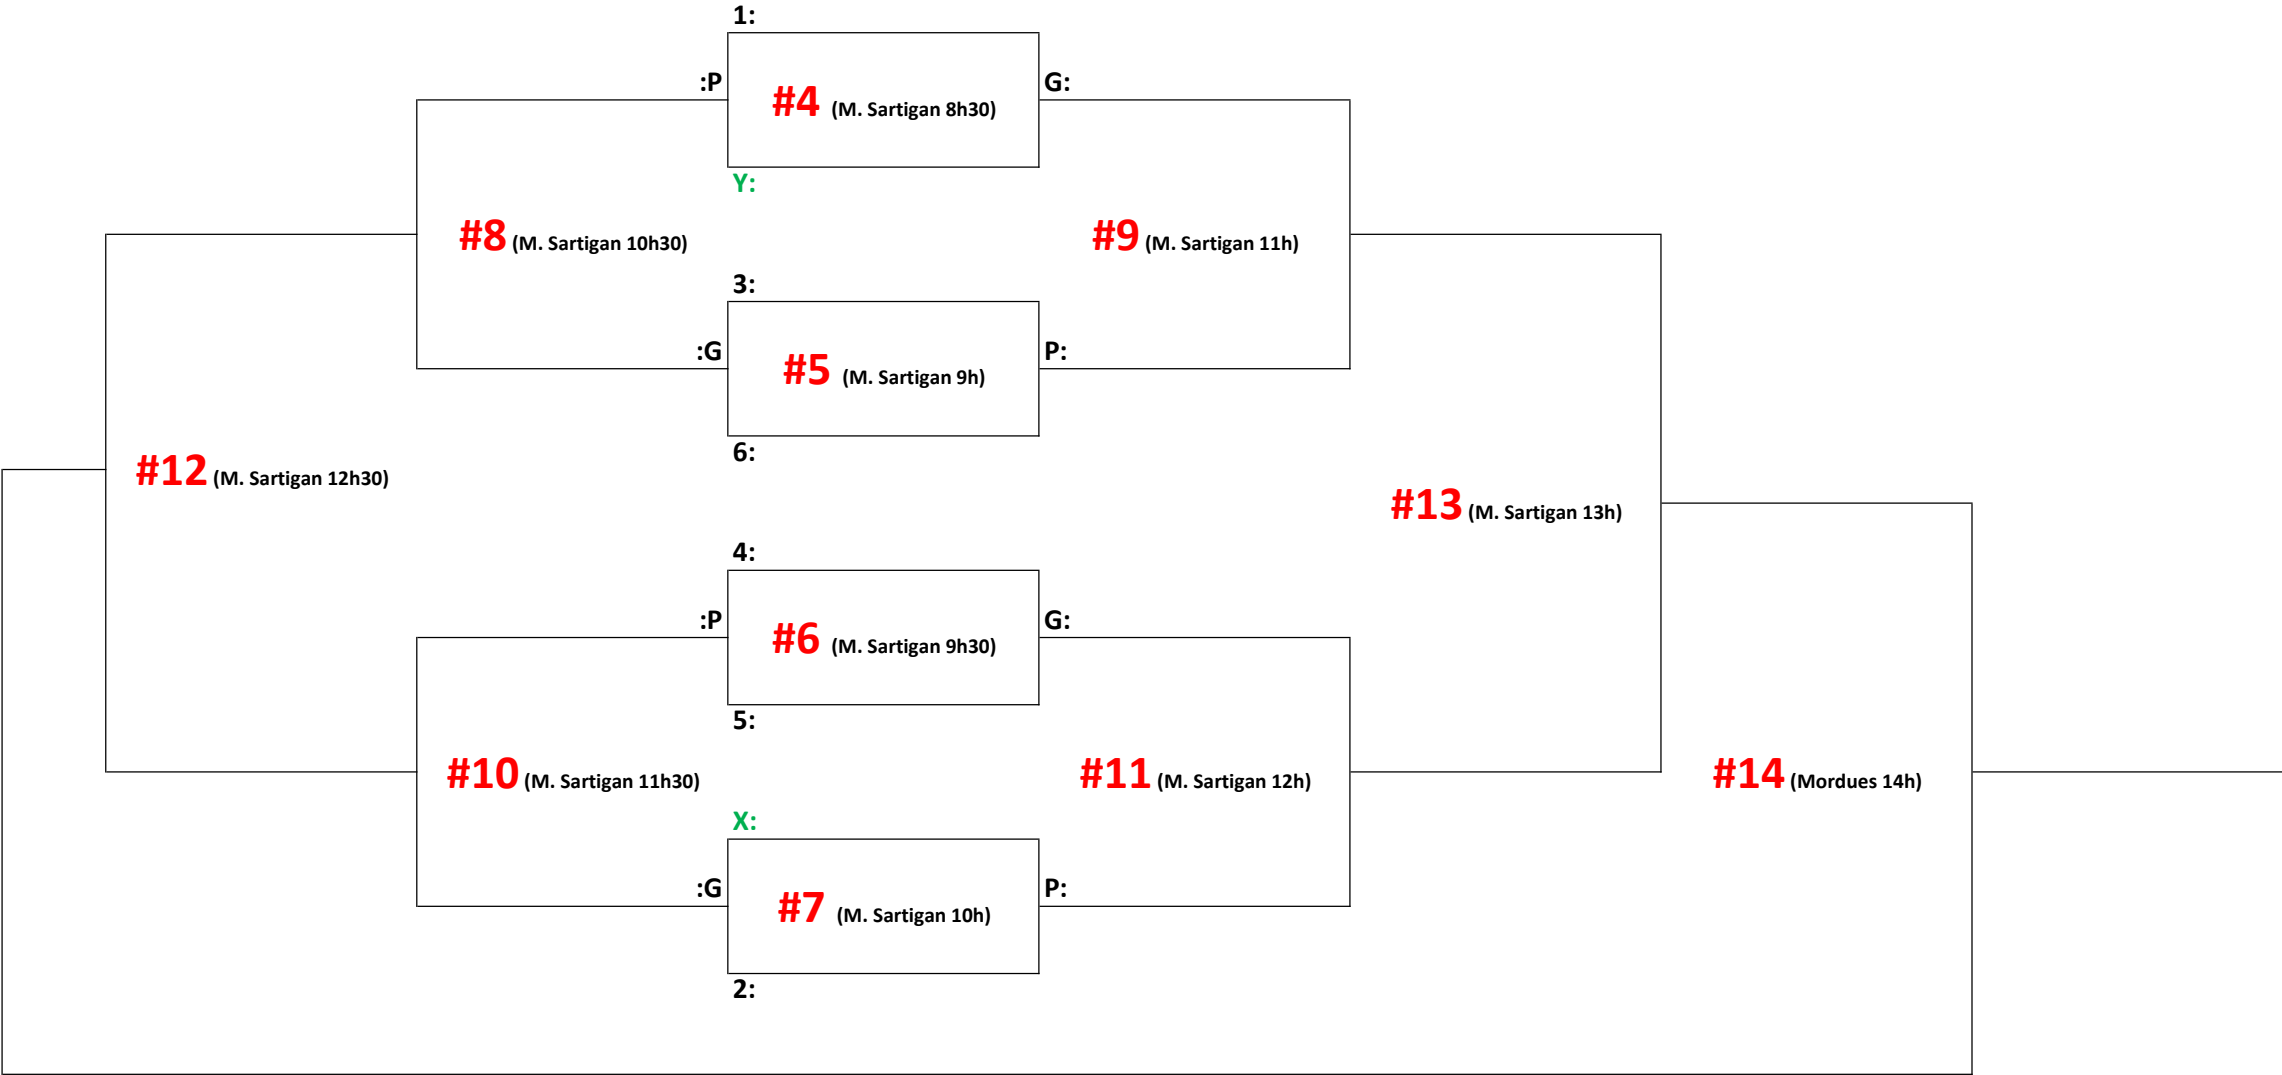 1:
:P
#4 (M. Sartigan 8h30)
G:
Y:
#8 (M. Sartigan 10h30)
#9 (M. Sartigan 11h)
3:
:G
#5 (M. Sartigan 9h)
P:
6:
#12 (M. Sartigan 12h30)
#13 (M. Sartigan 13h)
4:
:P
#6 (M. Sartigan 9h30)
G:
5:
#10 (M. Sartigan 11h30)
#11 (M. Sartigan 12h)
#14 (Mordues 14h)
X:
:G
#7 (M. Sartigan 10h)
P:
2: